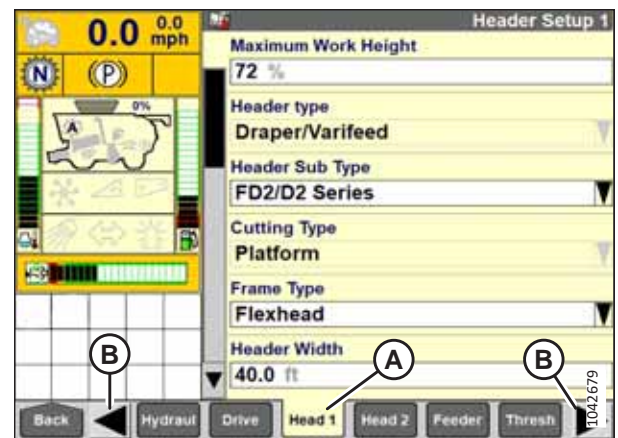 0.0 0.0 mph
Header Setup 1
N (P)
0%
A
Maximum Work Height
72 %
Header type
Draper/Varifeed
Header Sub Type
FD2/D2 Series
Cutting Type
Platform
Frame Type
Flexhead
Header Width
40.0 ft
B
A
B
1042679
Back
Hydraul
Drive
Head 1
Head 2
Feeder
Thresh